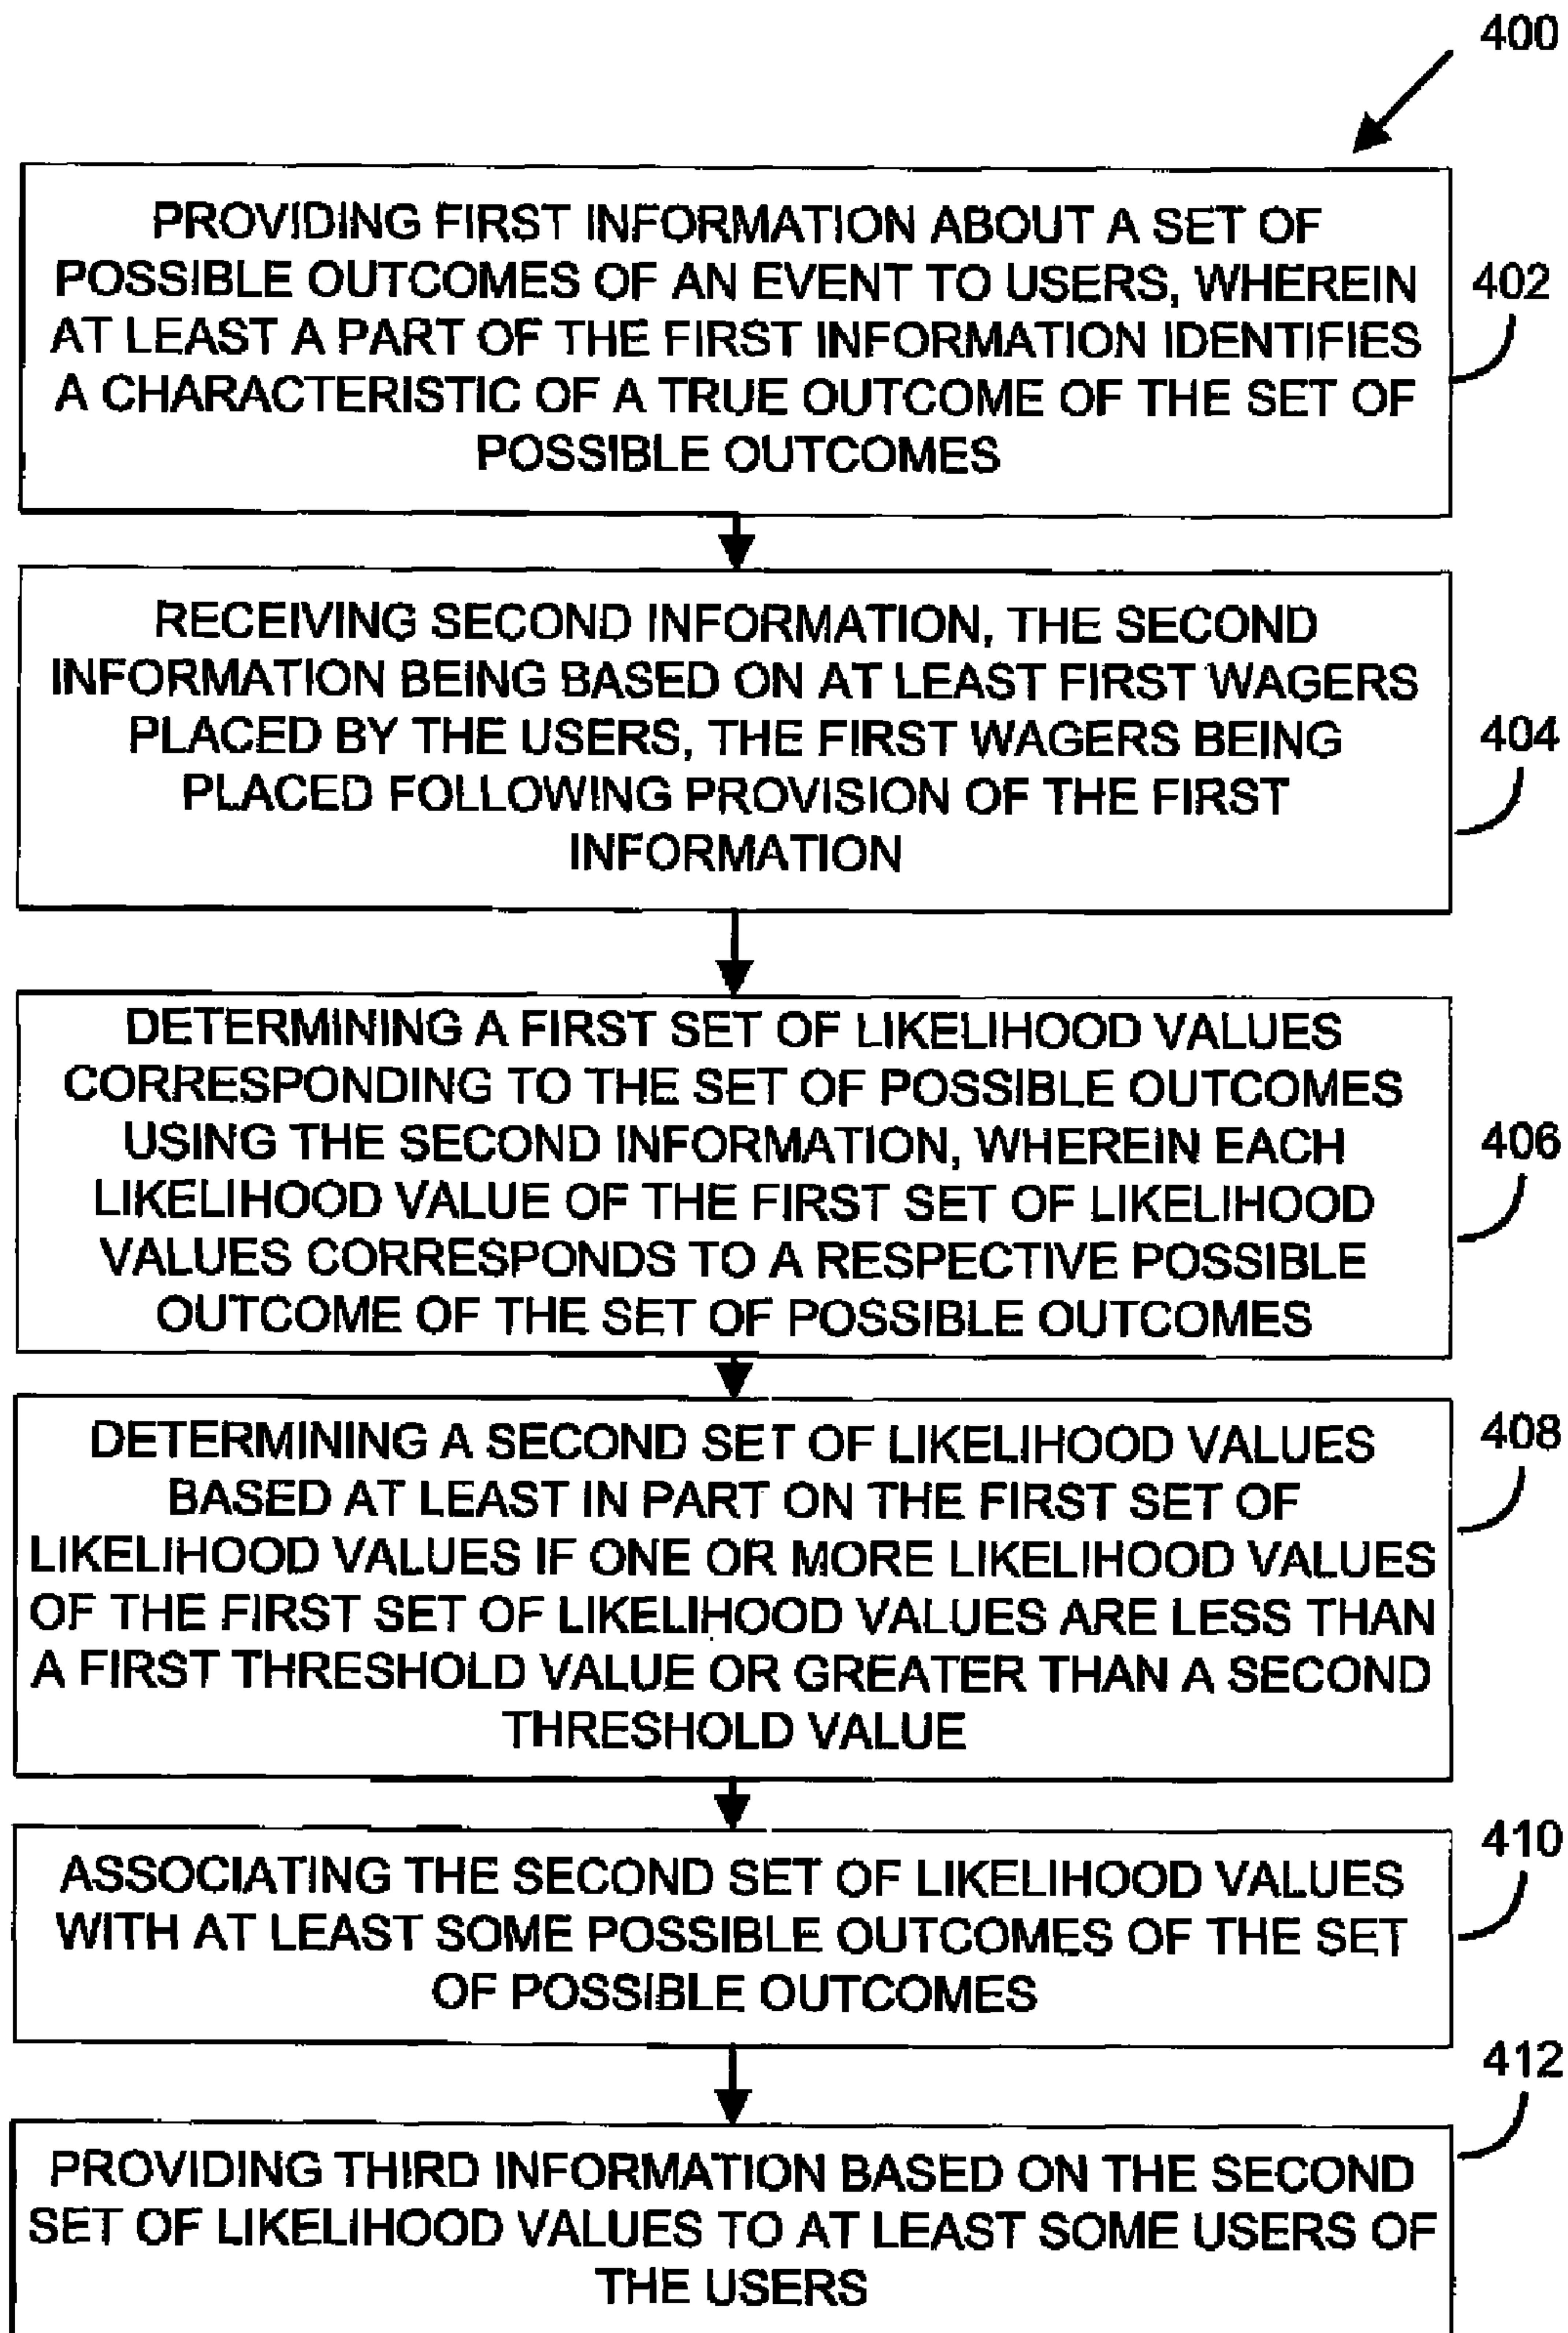 400
PROVIDING FIRST INFORMATION ABOUT A SET OF
POSSIBLE OUTCOMES OF AN EVENT TO USERS, WHEREIN
AT LEAST A PART OF THE FIRST INFORMATION IDENTIFIES
A CHARACTERISTIC OF A TRUE OUTCOME OF THE SET OF
POSSIBLE OUTCOMES
402
RECEIVING SECOND INFORMATION, THE SECOND
INFORMATION BEING BASED ON AT LEAST FIRST WAGERS
PLACED BY THE USERS, THE FIRST WAGERS BEING
PLACED FOLLOWING PROVISION OF THE FIRST
INFORMATION
404
DETERMINING A FIRST SET OF LIKELIHOOD VALUES
CORRESPONDING TO THE SET OF POSSIBLE OUTCOMES
USING THE SECOND INFORMATION, WHEREIN EACH
LIKELIHOOD VALUE OF THE FIRST SET OF LIKELIHOOD
VALUES CORRESPONDS TO A RESPECTIVE POSSIBLE
OUTCOME OF THE SET OF POSSIBLE OUTCOMES
406
DETERMINING A SECOND SET OF LIKELIHOOD VALUES
BASED AT LEAST IN PART ON THE FIRST SET OF
LIKELIHOOD VALUES IF ONE OR MORE LIKELIHOOD VALUES
OF THE FIRST SET OF LIKELIHOOD VALUES ARE LESS THAN
A FIRST THRESHOLD VALUE OR GREATER THAN A SECOND
THRESHOLD VALUE
408
ASSOCIATING THE SECOND SET OF LIKELIHOOD VALUES
WITH AT LEAST SOME POSSIBLE OUTCOMES OF THE SET
OF POSSIBLE OUTCOMES
410
PROVIDING THIRD INFORMATION BASED ON THE SECOND
SET OF LIKELIHOOD VALUES TO AT LEAST SOME USERS OF
THE USERS
412